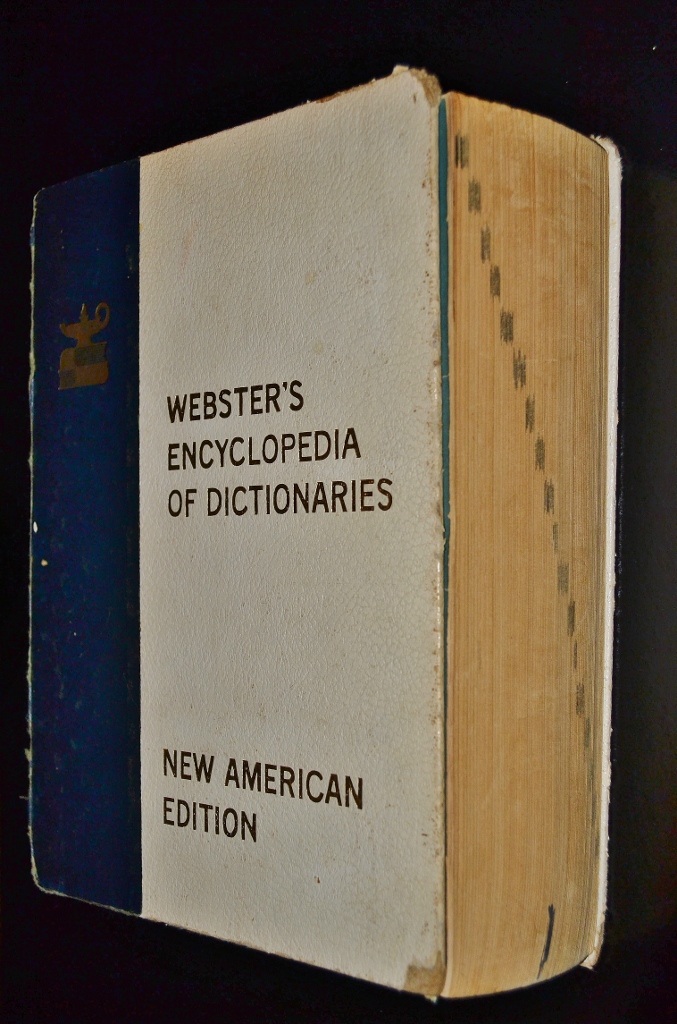 WEBSTER'S
ENCYCLOPEDIA
OF DICTIONARIES
NEW AMERICAN
EDITION